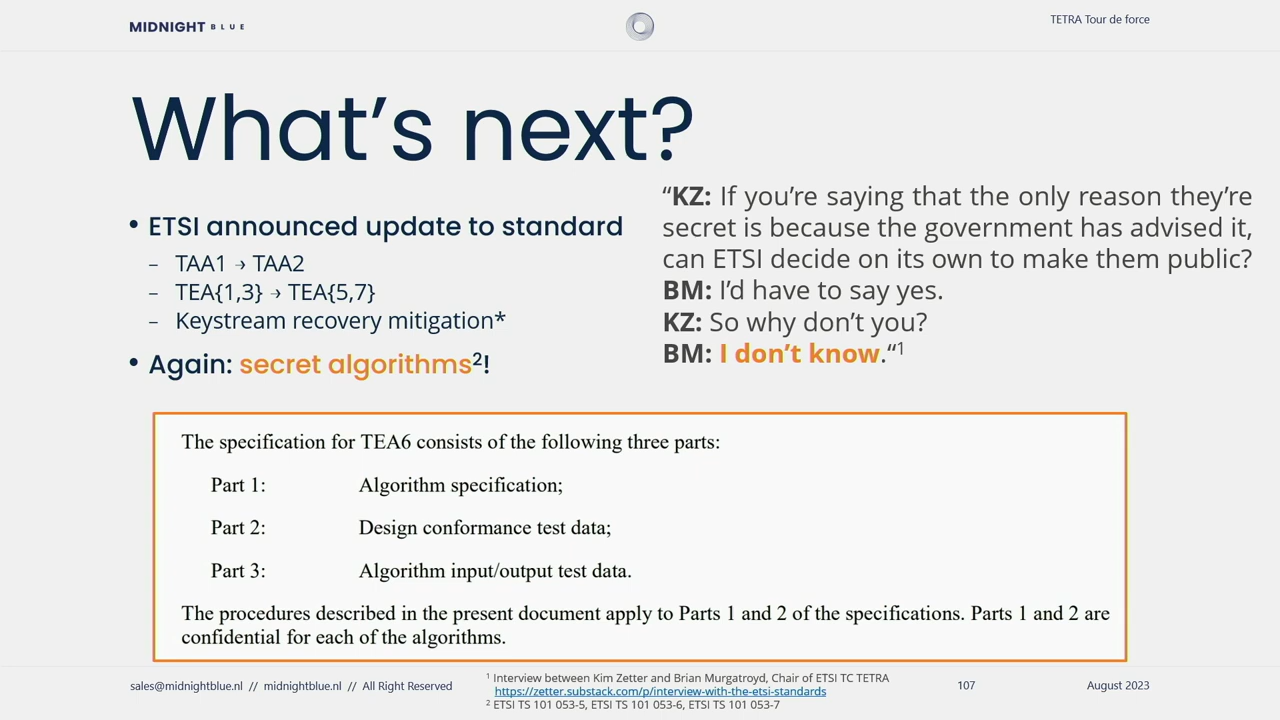 MIDNIGHT BLUE
TETRA Tour de force
What's next?
• ETSI announced update to standard
– TAA1 → TAA2
– TEA{1,3} → TEA{5,7}
– Keystream recovery mitigation*
• Again: secret algorithms²!
“KZ: If you’re saying that the only reason they’re
secret is because the government has advised it,
can ETSI decide on its own to make them public?
BM: I’d have to say yes.
KZ: So why don’t you?
BM: I don’t know.“¹
The specification for TEA6 consists of the following three parts:
Part 1: Algorithm specification;
Part 2: Design conformance test data;
Part 3: Algorithm input/output test data.
The procedures described in the present document apply to Parts 1 and 2 of the specifications. Parts 1 and 2 are
confidential for each of the algorithms.
sales@midnightblue.nl // midnightblue.nl // All Right Reserved
¹ Interview between Kim Zetter and Brian Murgatroyd, Chair of ETSI TC TETRA
https://zetter.substack.com/p/interview-with-the-etsi-standards
² ETSI TS 101 053-5, ETSI TS 101 053-6, ETSI TS 101 053-7
107
August 2023